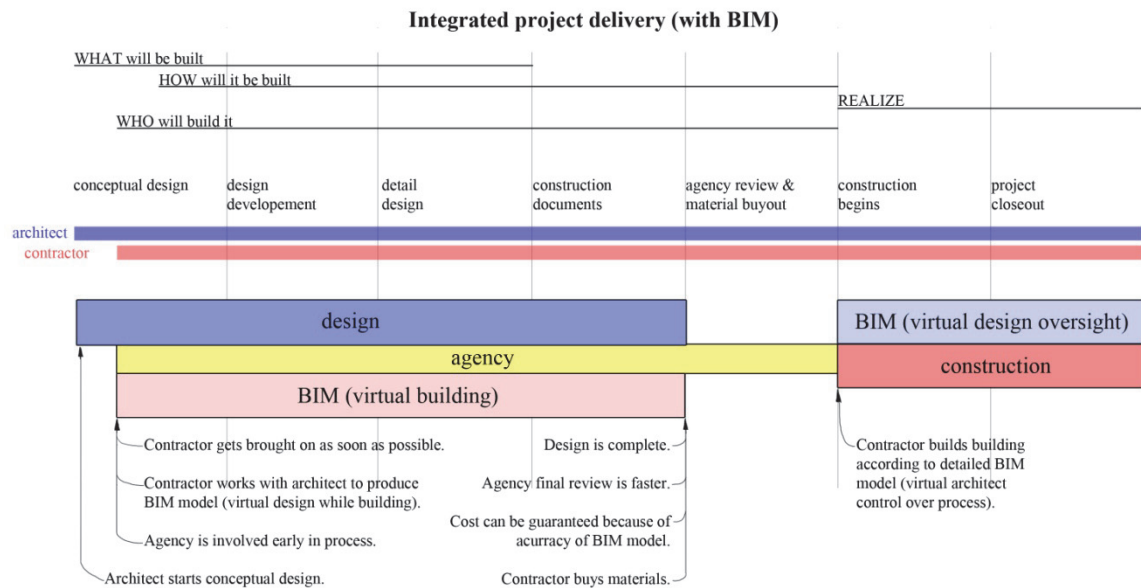 Integrated project delivery (with BIM)
WHAT will be built
HOW will it be built
REALIZE
WHO will build it
conceptual design
design
developement
detail
design
construction
documents
agency review &
material buyout
construction
begins
project
closeout
architect
contractor
design
BIM (virtual design oversight)
agency
construction
BIM (virtual building)
Contractor gets brought on as soon as possible.
Contractor works with architect to produce
BIM model (virtual design while building).
Agency is involved early in process.
Architect starts conceptual design.
Design is complete.
Agency final review is faster.
Cost can be guaranteed because of
acurracy of BIM model.
Contractor buys materials.
Contractor builds building
according to detailed BIM
model (virtual architect
control over process).